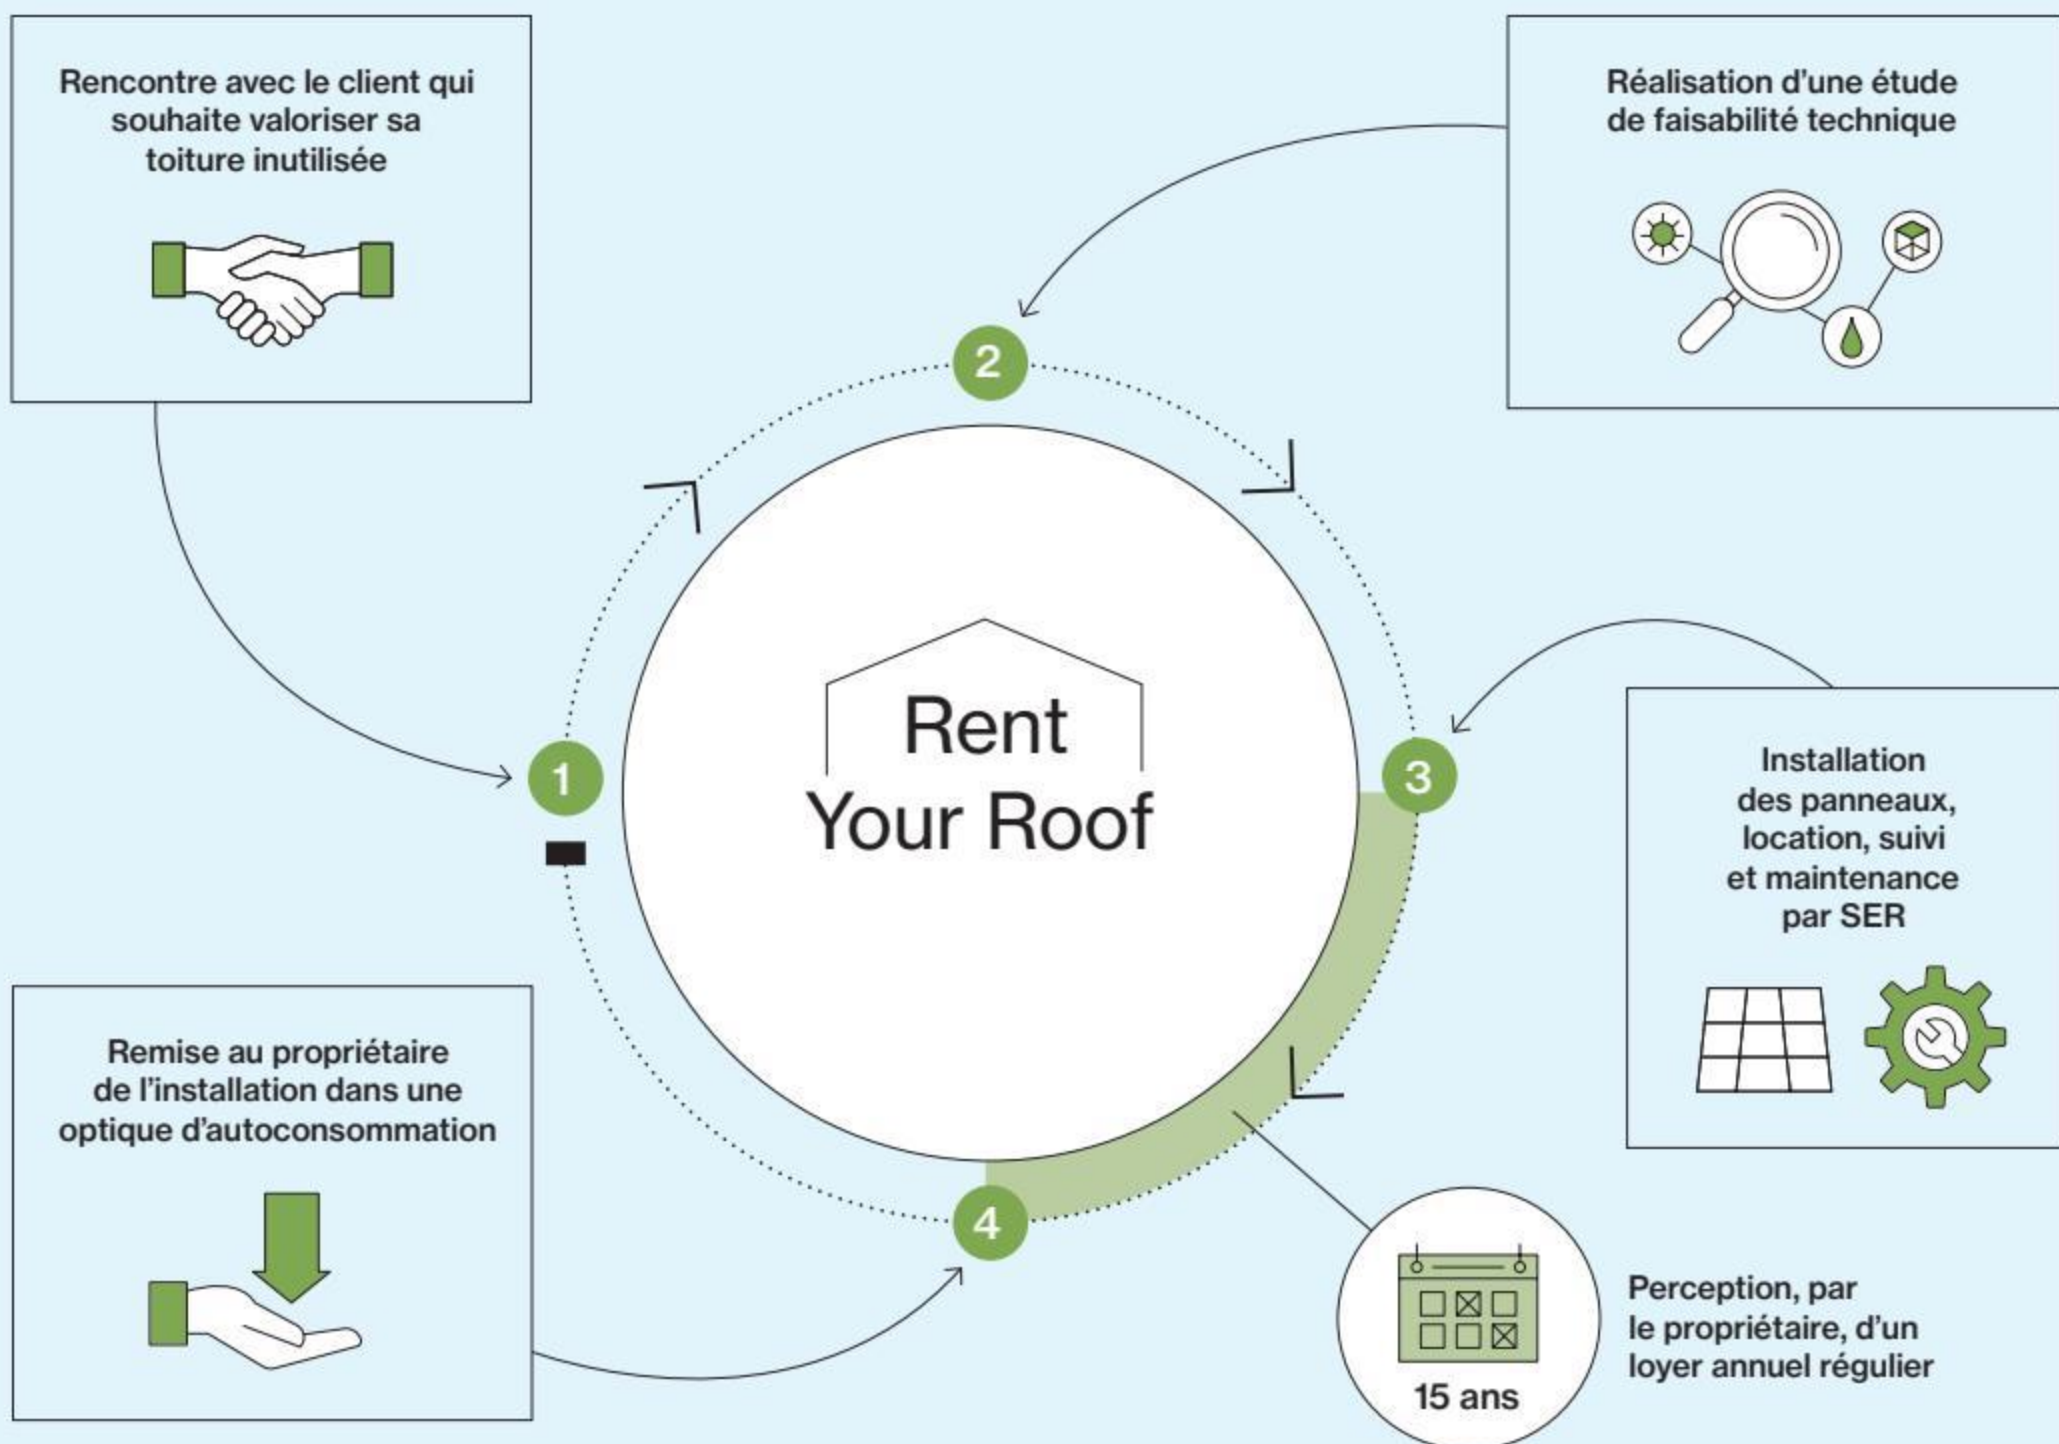 Rencontre avec le client qui
souhaite valoriser sa
toiture inutilisée
Réalisation d'une étude
de faisabilité technique
2
1
3
Rent
Your Roof
Installation
des panneaux,
location, suivi
et maintenance
par SER
Remise au propriétaire
de l'installation dans une
optique d'autoconsommation
4
15 ans
Perception, par
le propriétaire, d'un
loyer annuel régulier